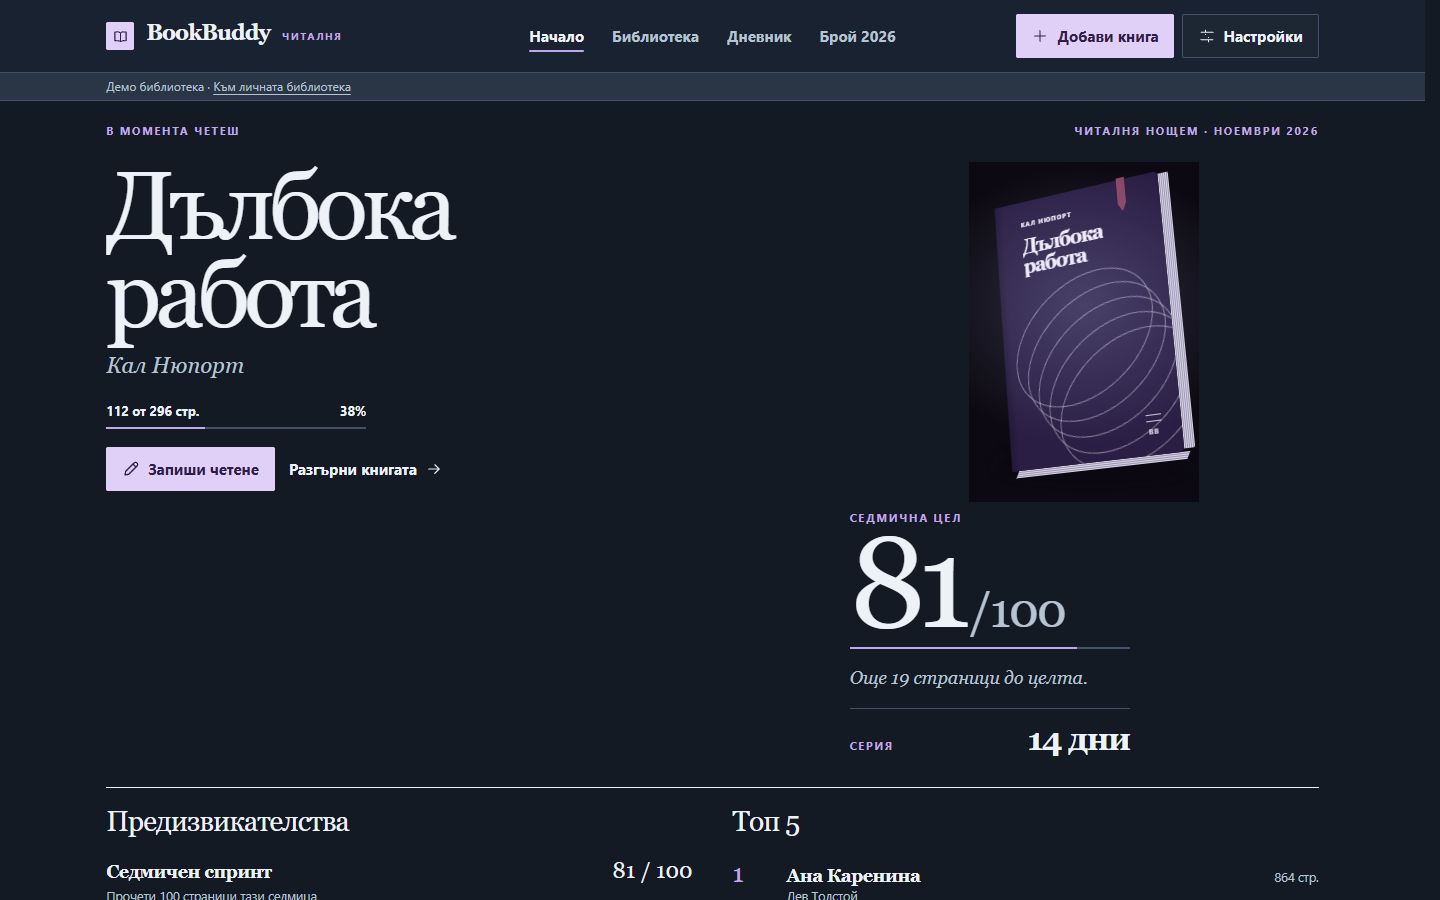 BookBuddy ЧИТАЛНЯ
Начало Библиотека Дневник Брой 2026
Добави книга Настройки
Демо библиотека · Към личната библиотека
В МОМЕНТА ЧЕТЕШ
ЧИТАЛНЯ НОЩЕМ · НОЕМВРИ 2026
Дълбока
работа
Кал Нюпорт
112 от 296 стр. 38%
Запиши четене Разгърни книгата
КАЛ НЮПОРТ
Дълбока
работа
BB
СЕДМИЧНА ЦЕЛ
81/100
Още 19 страници до целта.
СЕРИЯ 14 дни
Предизвикателства
Седмичен спринт 81 / 100
Прочети 100 страници тази седмица
Топ 5
1 Ана Каренина 864 стр.
Лев Толстой